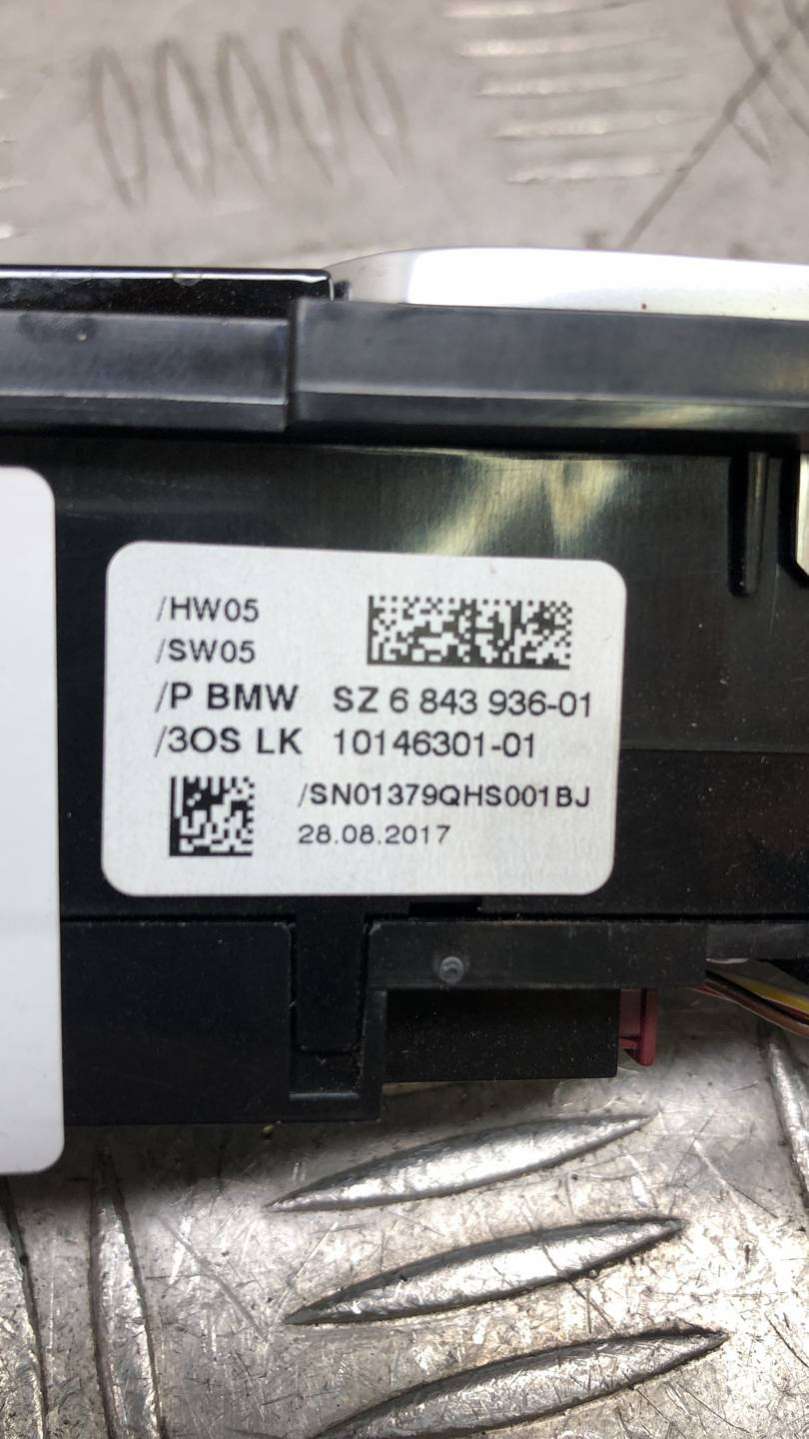 /HW05
/SW05
/P BMW SZ 6 843 936-01
/3OS LK 10146301-01
/SN01379QHS001BJ
28.08.2017